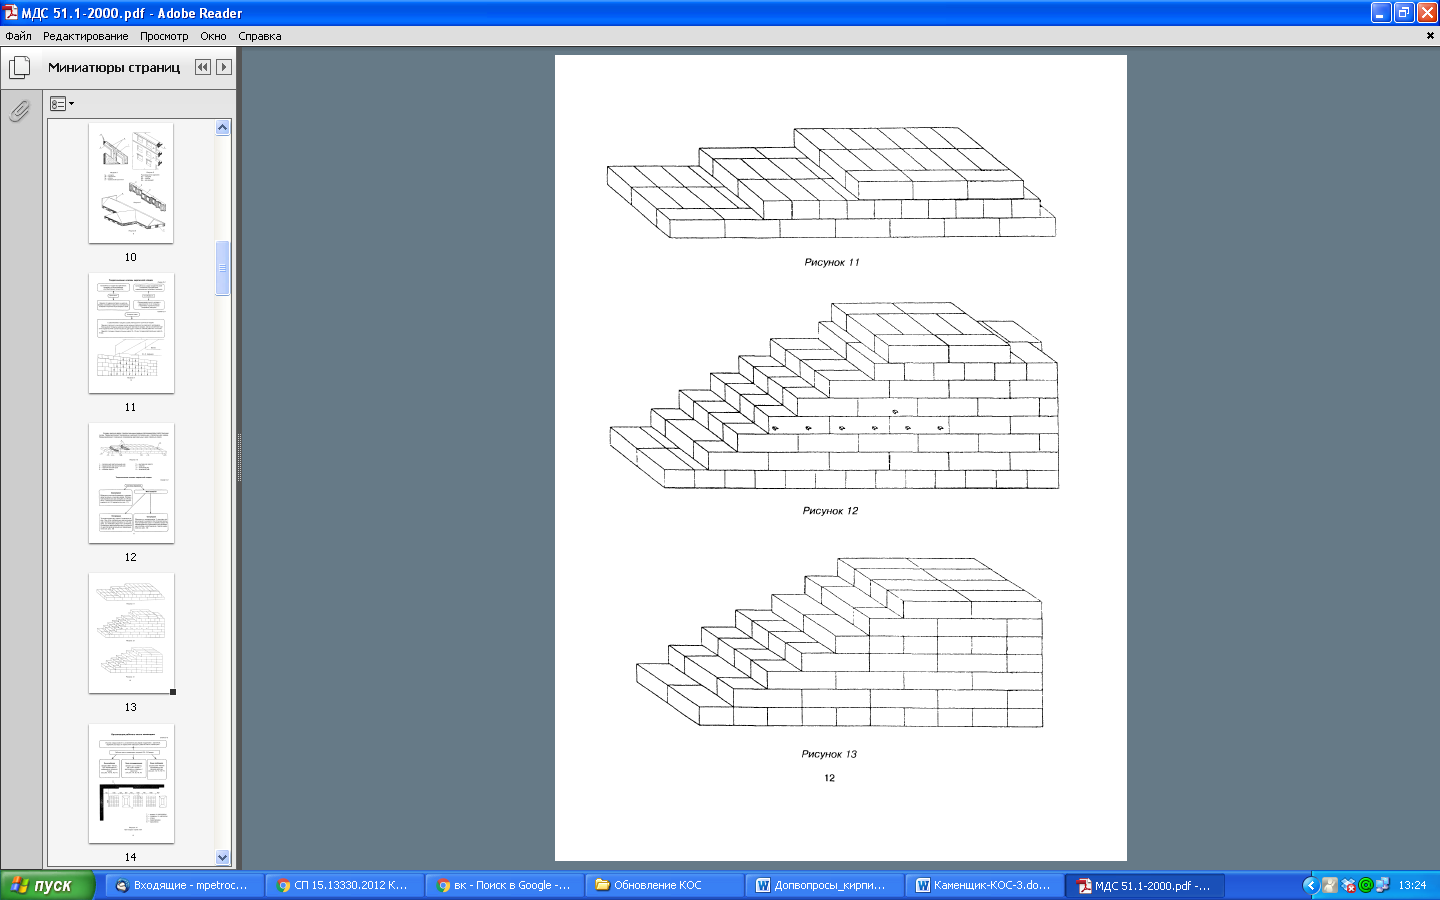 МДС 51.1-2000.pdf - Adobe Reader
Файл Редактирование Просмотр Окно Справка
Миниатюры страниц
10
11
12
13
14
Рисунок 11
Рисунок 12
Рисунок 13
12
пуск
Входящие - mpetroc...
СП 15.13330.2012 К...
вк - Поиск в Google -...
Обновление КОС
Допвопросы_кирпи...
Каменщик-КОС-3.do...
МДС 51.1-2000.pdf -...
13:24